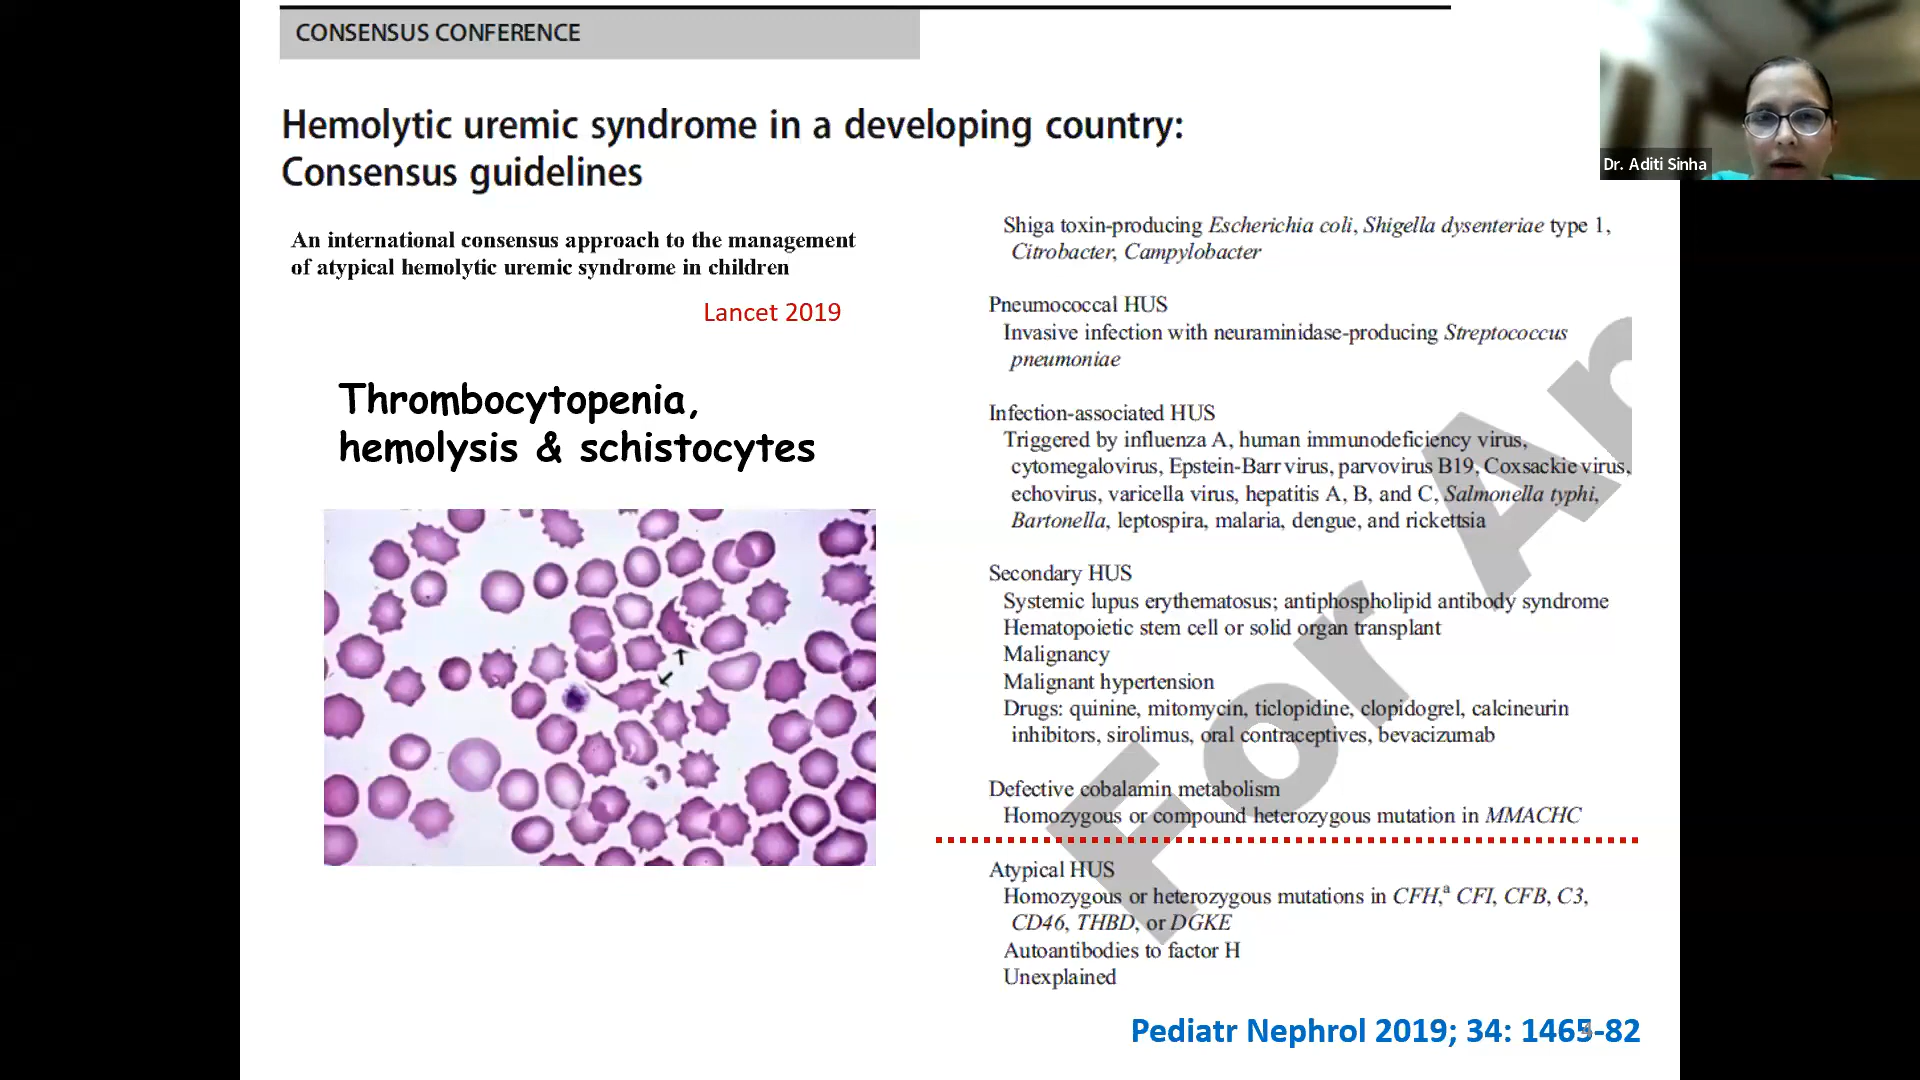 CONSENSUS CONFERENCE
Hemolytic uremic syndrome in a developing country:
Consensus guidelines
Dr. Aditi Sinha
An international consensus approach to the management
of atypical hemolytic uremic syndrome in children
Lancet 2019
Thrombocytopenia,
hemolysis & schistocytes
Shiga toxin-producing Escherichia coli, Shigella dysenteriae type 1,
Citrobacter, Campylobacter
Pneumococcal HUS
Invasive infection with neuraminidase-producing Streptococcus
pneumoniae
Infection-associated HUS
Triggered by influenza A, human immunodeficiency virus,
cytomegalovirus, Epstein-Barr virus, parvovirus B19, Coxsackie virus,
echovirus, varicella virus, hepatitis A, B, and C, Salmonella typhi,
Bartonella, leptospira, malaria, dengue, and rickettsia
Secondary HUS
Systemic lupus erythematosus; antiphospholipid antibody syndrome
Hematopoietic stem cell or solid organ transplant
Malignancy
Malignant hypertension
Drugs: quinine, mitomycin, ticlopidine, clopidogrel, calcineurin
inhibitors, sirolimus, oral contraceptives, bevacizumab
Defective cobalamin metabolism
Homozygous or compound heterozygous mutation in MMACHC
Atypical HUS
Homozygous or heterozygous mutations in CFH,ª CFI, CFB, C3,
CD46, THBD, or DGKE
Autoantibodies to factor H
Unexplained
For
Pediatr Nephrol 2019; 34: 1465-82
4